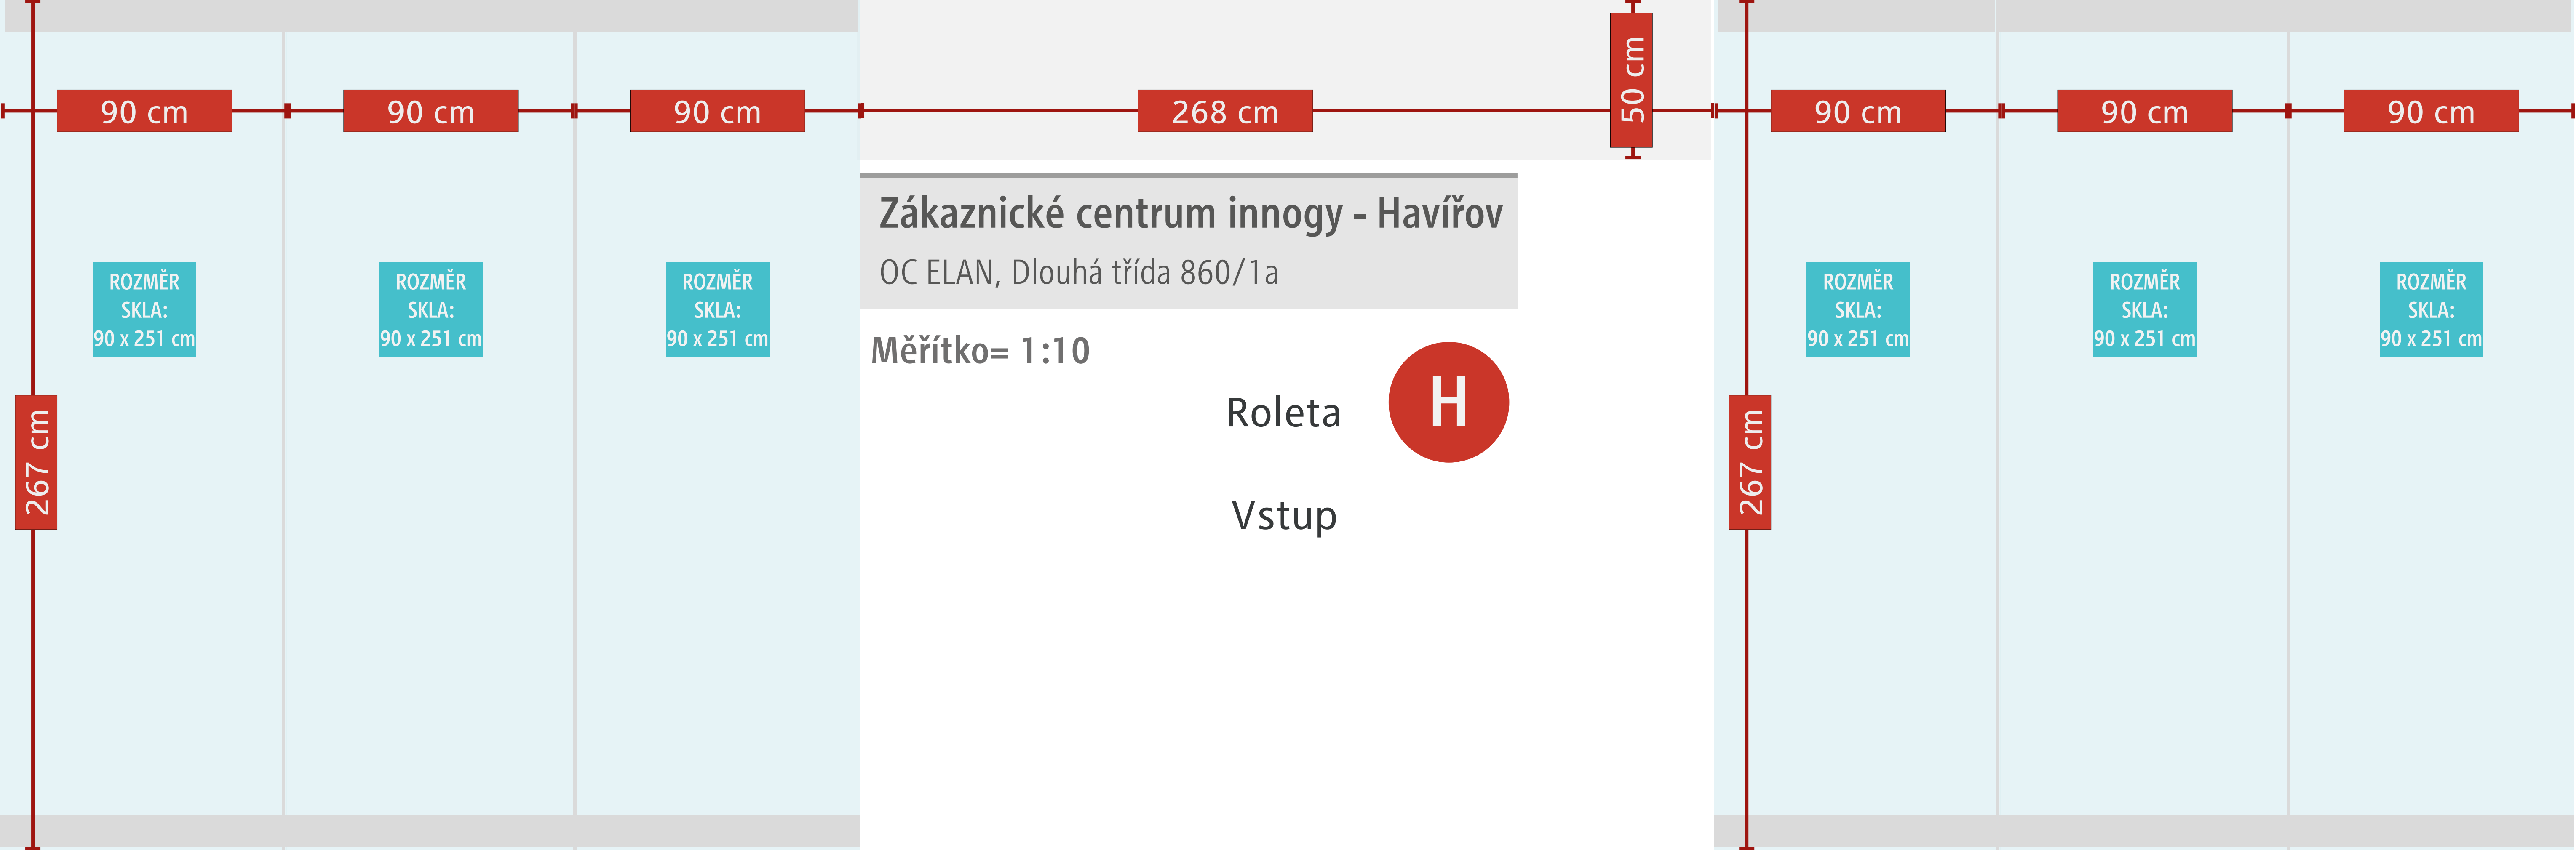 90 cm
90 cm
90 cm
268 cm
50 cm
90 cm
90 cm
90 cm
Zákaznické centrum innogy - Havířov
OC ELAN, Dlouhá třída 860/1a
ROZMĚR
SKLA:
90 x 251 cm
ROZMĚR
SKLA:
90 x 251 cm
ROZMĚR
SKLA:
90 x 251 cm
Měřítko= 1:10
Roleta
H
Vstup
ROZMĚR
SKLA:
90 x 251 cm
ROZMĚR
SKLA:
90 x 251 cm
ROZMĚR
SKLA:
90 x 251 cm
267 cm
267 cm